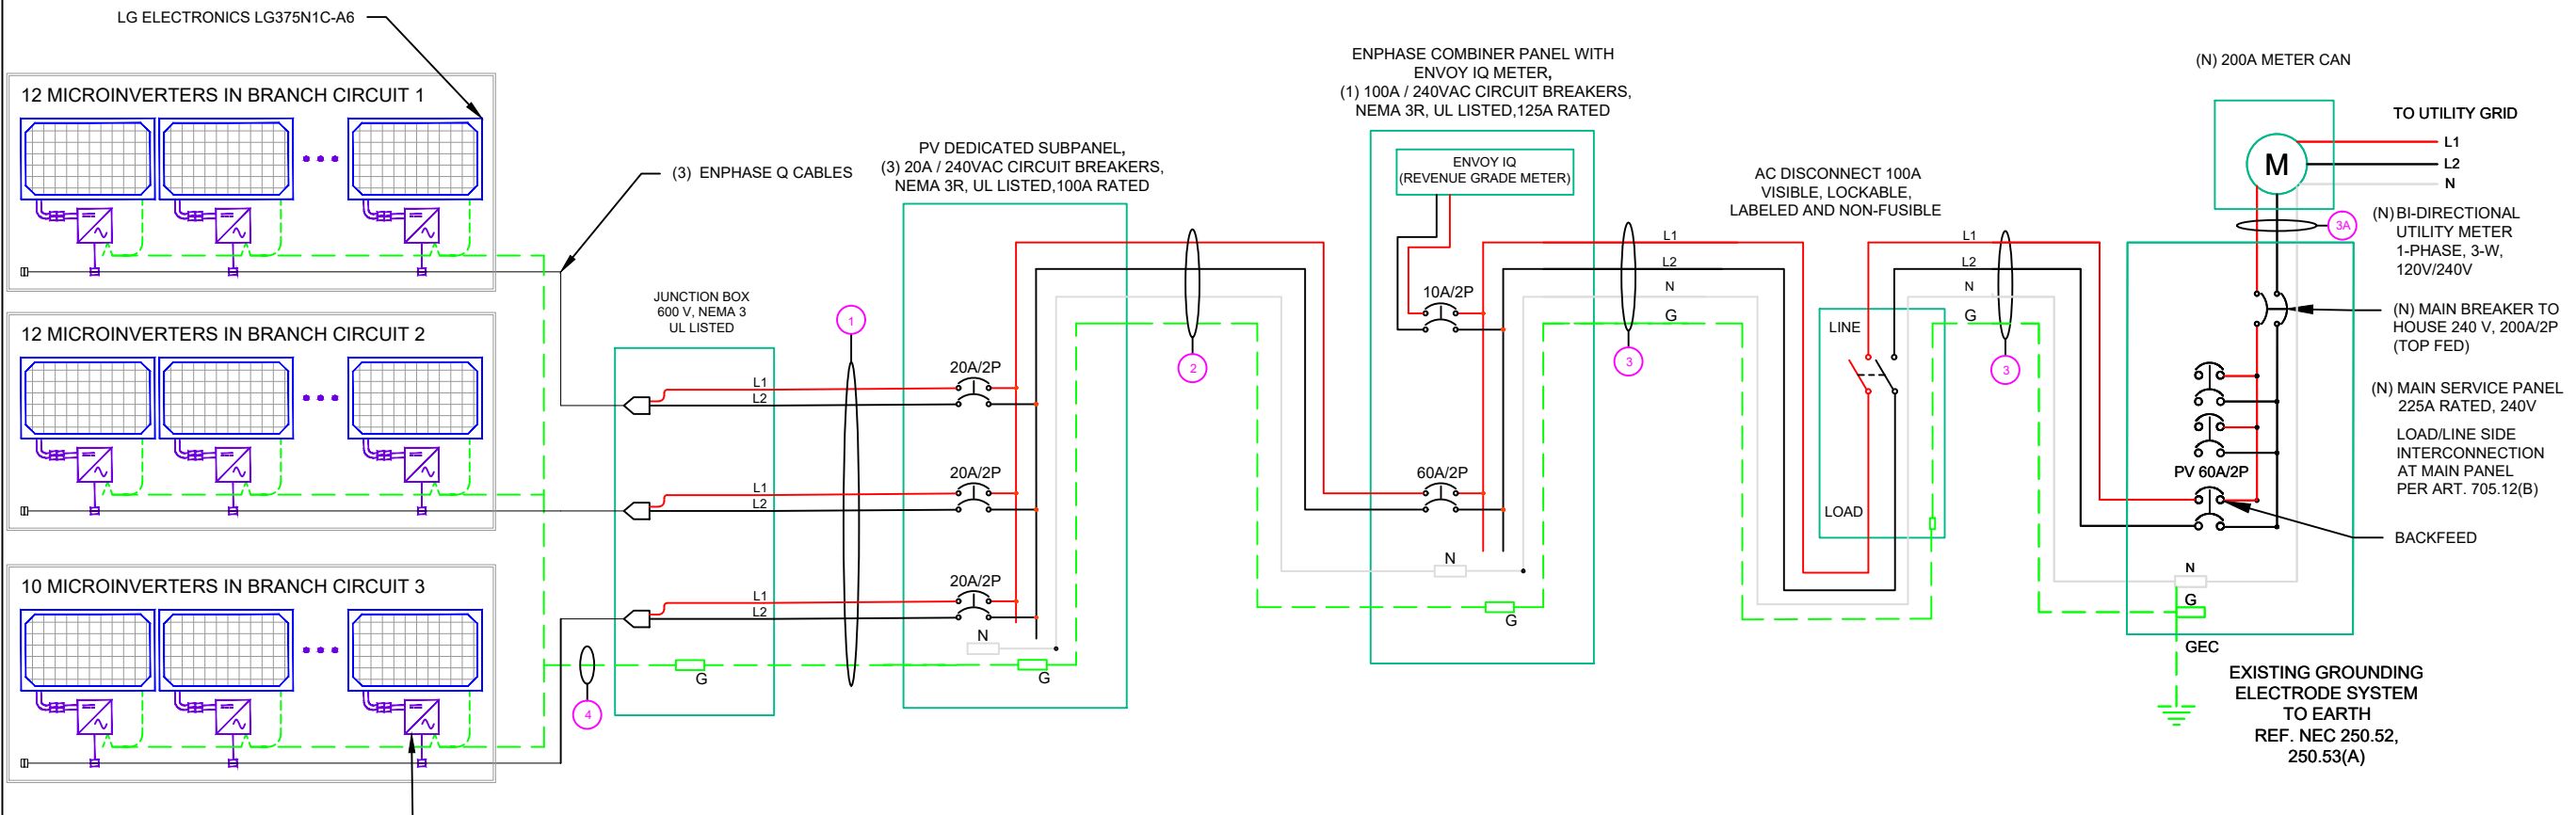 LG ELECTRONICS LG375N1C-A6
12 MICROINVERTERS IN BRANCH CIRCUIT 1
12 MICROINVERTERS IN BRANCH CIRCUIT 2
10 MICROINVERTERS IN BRANCH CIRCUIT 3
(3) ENPHASE Q CABLES
JUNCTION BOX
600 V, NEMA 3
UL LISTED
L1
L2
L1
L2
L1
L2
G
4
1
PV DEDICATED SUBPANEL,
(3) 20A / 240VAC CIRCUIT BREAKERS,
NEMA 3R, UL LISTED,100A RATED
20A/2P
20A/2P
20A/2P
N
G
2
ENPHASE COMBINER PANEL WITH
ENVOY IQ METER,
(1) 100A / 240VAC CIRCUIT BREAKERS,
NEMA 3R, UL LISTED,125A RATED
ENVOY IQ
(REVENUE GRADE METER)
10A/2P
60A/2P
N
G
3
L1
L2
N
G
AC DISCONNECT 100A
VISIBLE, LOCKABLE,
LABELED AND NON-FUSIBLE
LINE
LOAD
L1
L2
N
G
3
(N) 200A METER CAN
M
TO UTILITY GRID
L1
L2
N
3A
(N) BI-DIRECTIONAL
UTILITY METER
1-PHASE, 3-W,
120V/240V
(N) MAIN BREAKER TO
HOUSE 240 V, 200A/2P
(TOP FED)
(N) MAIN SERVICE PANEL
225A RATED, 240V
LOAD/LINE SIDE
INTERCONNECTION
AT MAIN PANEL
PER ART. 705.12(B)
PV 60A/2P
BACKFEED
N
G
GEC
EXISTING GROUNDING
ELECTRODE SYSTEM
TO EARTH
REF. NEC 250.52,
250.53(A)